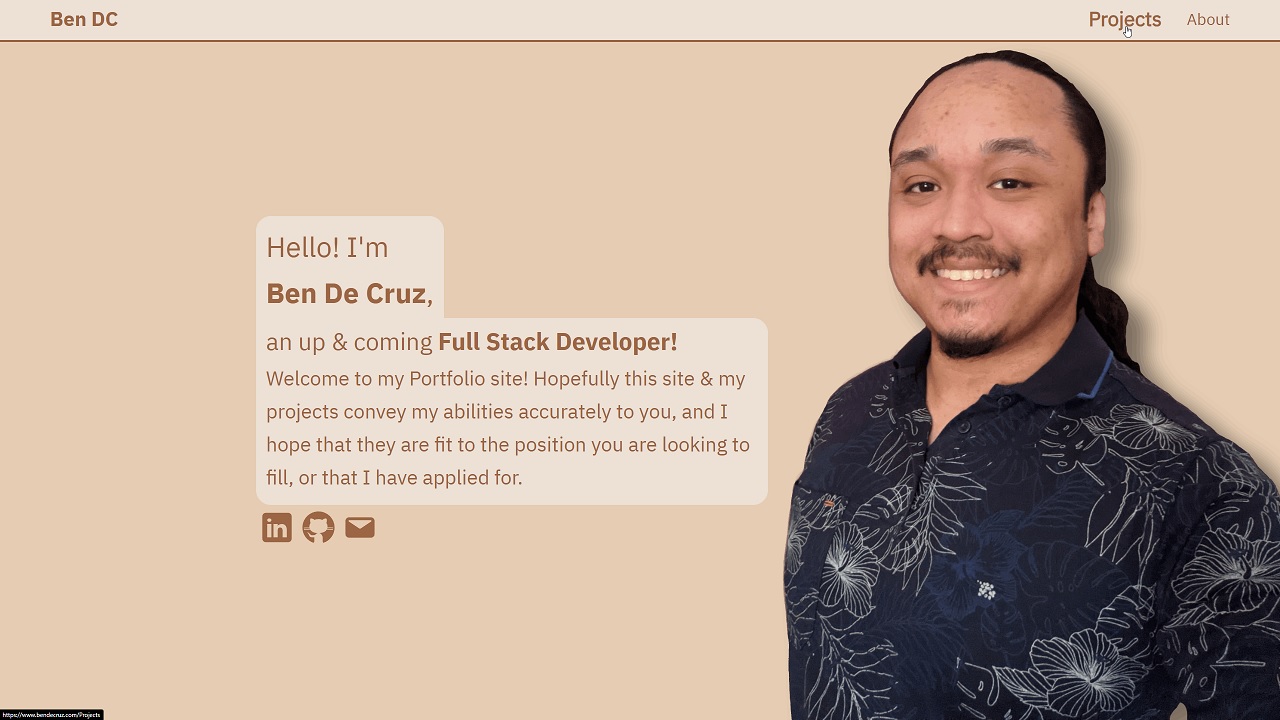 Ben DC
Projects
About
Hello! I'm
Ben De Cruz,
an up & coming Full Stack Developer!
Welcome to my Portfolio site! Hopefully this site & my
projects convey my abilities accurately to you, and I
hope that they are fit to the position you are looking to
fill, or that I have applied for.
in
https://www.bendecruz.com/Projects